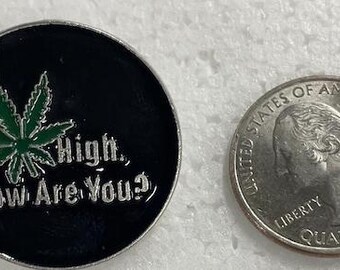 High.
ow Are You?
UNITED STATES OF AM
LIBERTY
QUA